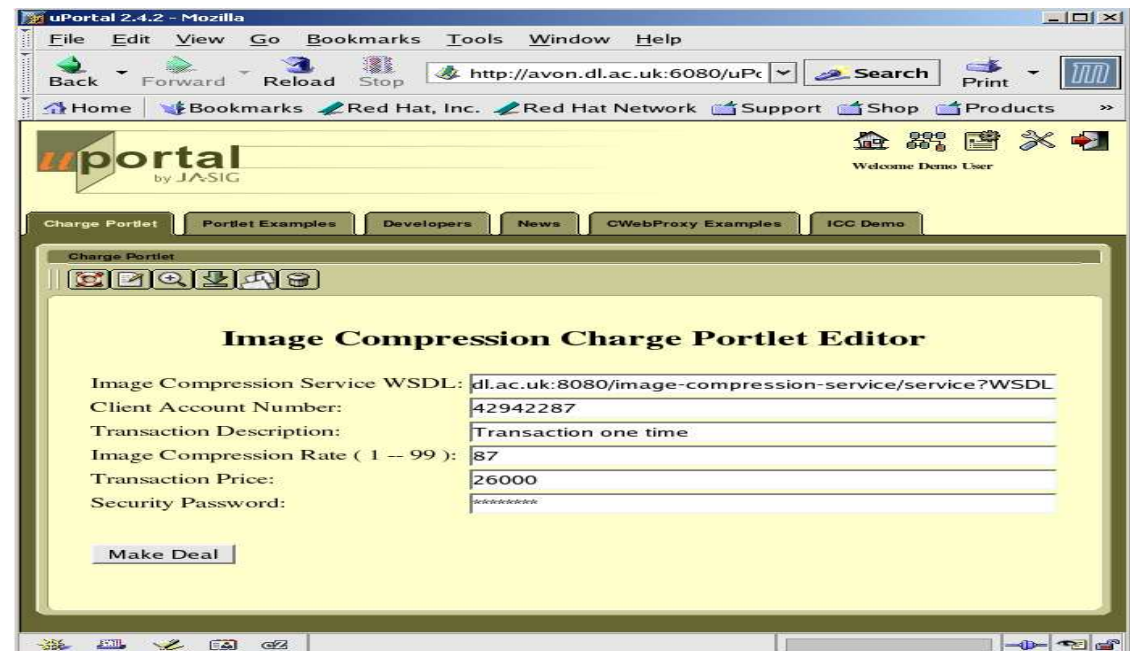 uPortal 2.4.2 - Mozilla
File Edit View Go Bookmarks Tools Window Help
Back Forward Reload Stop http://avon.dl.ac.uk:6080/uPc Search Print
Home Bookmarks Red Hat, Inc. Red Hat Network Support Shop Products »
uportal
by JA-SIG
Welcome Demo User
Charge Portlet Portlet Examples Developers News CWebProxy Examples ICC Demo
Charge Portlet
Image Compression Charge Portlet Editor
Image Compression Service WSDL: dl.ac.uk:8080/image-compression-service/service?WSDL
Client Account Number: 42942287
Transaction Description: Transaction one time
Image Compression Rate ( 1 -- 99 ): 87
Transaction Price: 26000
Security Password: ********
Make Deal